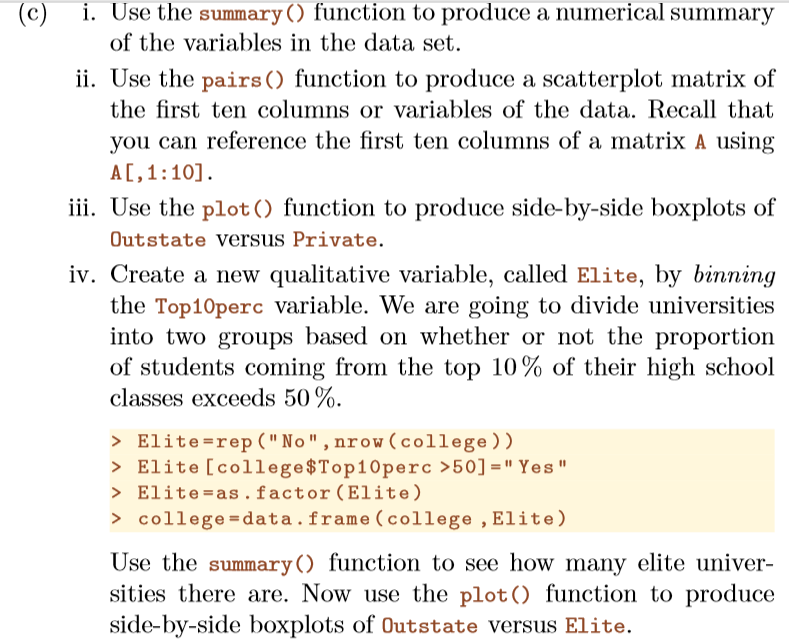 (c) i. Use the summary() function to produce a numerical summary
of the variables in the data set.
ii. Use the pairs() function to produce a scatterplot matrix of
the first ten columns or variables of the data. Recall that
you can reference the first ten columns of a matrix A using
A[,1:10].
iii. Use the plot() function to produce side-by-side boxplots of
Outstate versus Private.
iv. Create a new qualitative variable, called Elite, by binning
the Top10perc variable. We are going to divide universities
into two groups based on whether or not the proportion
of students coming from the top 10 % of their high school
classes exceeds 50 %.
> Elite=rep("No",nrow(college))
> Elite[college$Top10perc >50]="Yes"
> Elite=as.factor(Elite)
> college=data.frame(college ,Elite)
Use the summary() function to see how many elite univer-
sities there are. Now use the plot() function to produce
side-by-side boxplots of Outstate versus Elite.